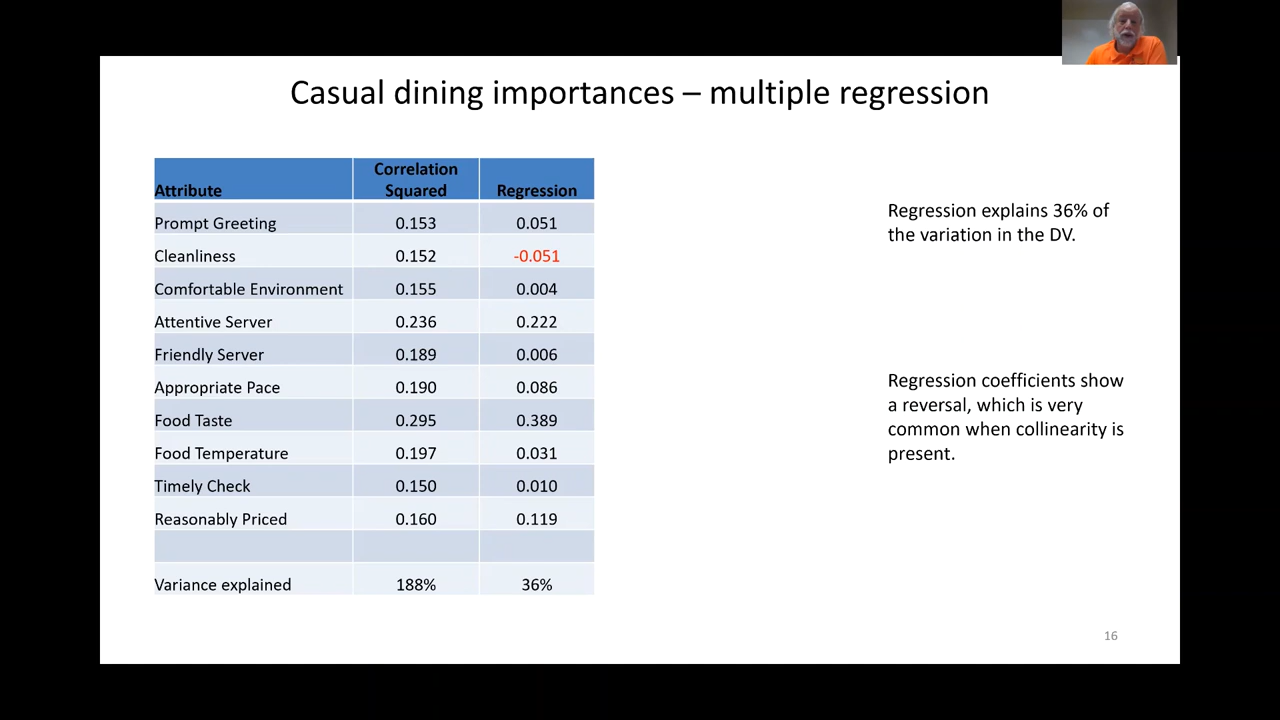 Casual dining importances – multiple regression
Attribute Correlation Squared Regression
Prompt Greeting 0.153 0.051
Cleanliness 0.152 -0.051
Comfortable Environment 0.155 0.004
Attentive Server 0.236 0.222
Friendly Server 0.189 0.006
Appropriate Pace 0.190 0.086
Food Taste 0.295 0.389
Food Temperature 0.197 0.031
Timely Check 0.150 0.010
Reasonably Priced 0.160 0.119
Variance explained 188% 36%
Regression explains 36% of
the variation in the DV.
Regression coefficients show
a reversal, which is very
common when collinearity is
present.
16